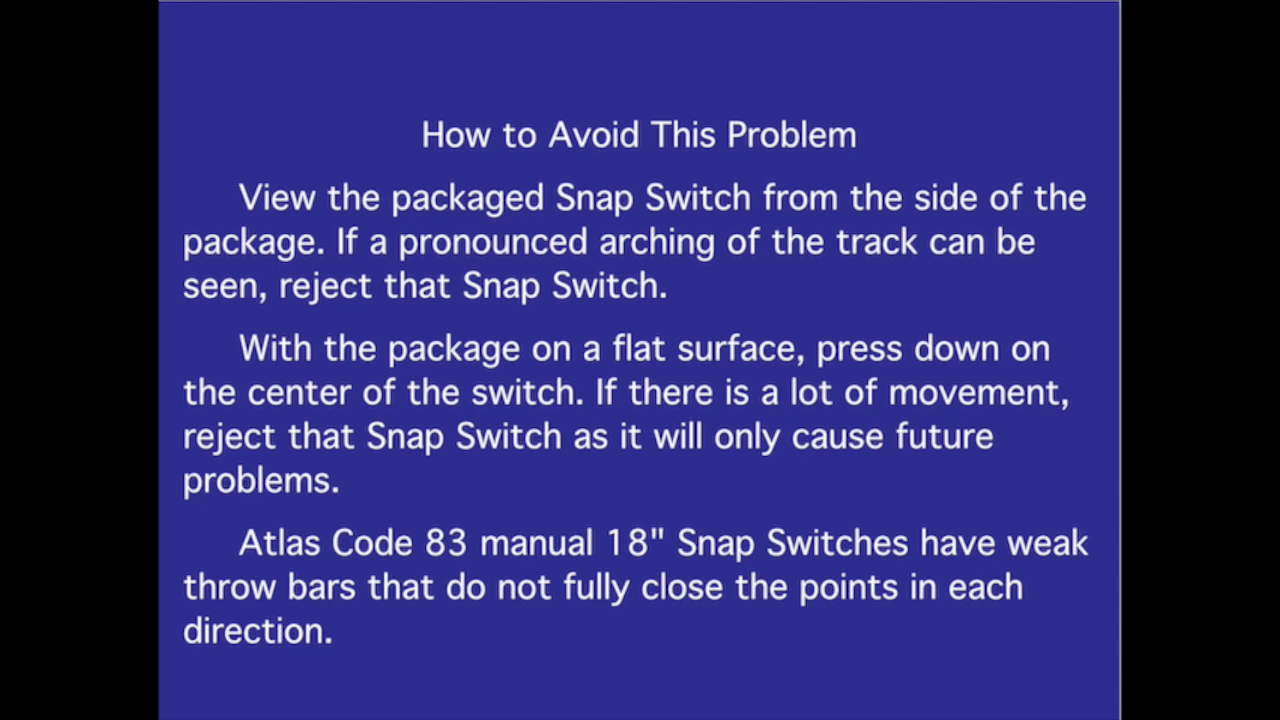 How to Avoid This Problem
View the packaged Snap Switch from the side of the
package. If a pronounced arching of the track can be
seen, reject that Snap Switch.
With the package on a flat surface, press down on
the center of the switch. If there is a lot of movement,
reject that Snap Switch as it will only cause future
problems.
Atlas Code 83 manual 18" Snap Switches have weak
throw bars that do not fully close the points in each
direction.